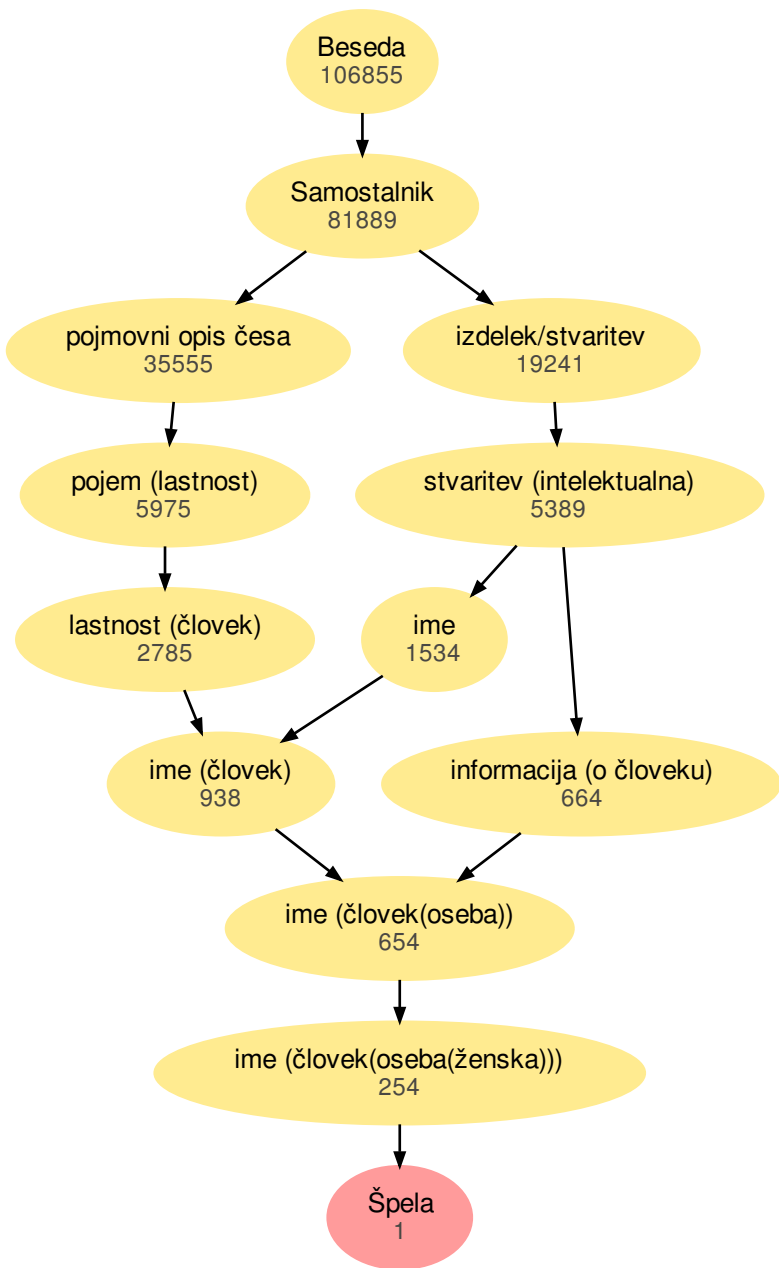 Beseda
106855
Samostalnik
81889
pojmovni opis česa
35555
izdelek/stvaritev
19241
pojem (lastnost)
5975
stvaritev (intelektualna)
5389
lastnost (človek)
2785
ime
1534
ime (človek)
938
informacija (o človeku)
664
ime (človek(oseba))
654
ime (človek(oseba(ženska)))
254
Špela
1